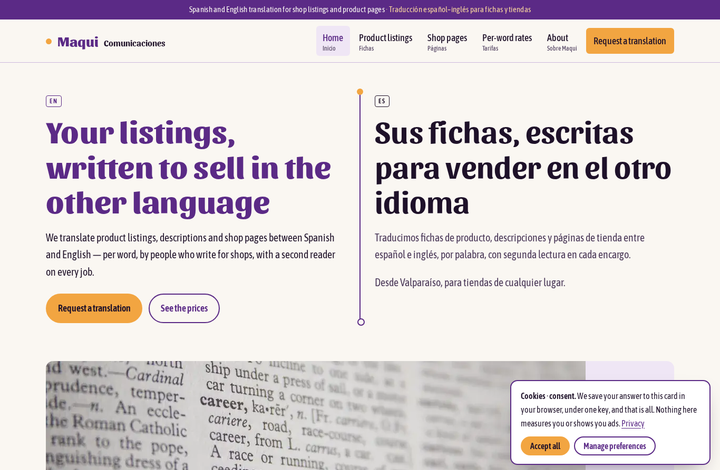 Spanish and English translation for shop listings and product pages · Traducción español–inglés para fichas y tiendas
Maqui Comunicaciones
Home
Inicio
Product listings
Fichas
Shop pages
Páginas
Per-word rates
Tarifas
About
Sobre Maqui
Request a translation
EN
Your listings,
written to sell in the
other language
We translate product listings, descriptions and shop pages between Spanish
and English — per word, by people who write for shops, with a second reader
on every job.
Request a translation
See the prices
ES
Sus fichas, escritas
para vender en el otro
idioma
Traducimos fichas de producto, descripciones y páginas de tienda entre
español e inglés, por palabra, con segunda lectura en cada encargo.
Desde Valparaíso, para tiendas de cualquier lugar.
north
west.—Cardinal
prudence, temper-
—n. An eccle-
the Roman Catholic
rank to the pope,
dress of a
ship under a press of sail, or a
car turning a corner on two
career, ka•rēr′, n. [Fr.
carriere, road, race-course,
career, from L. carrus, a car.
A race or running,
Cookies · consent. We save your answer to this card in
your browser, under one key, and that is all. Nothing here
measures you or shows you ads. Privacy
Accept all
Manage preferences